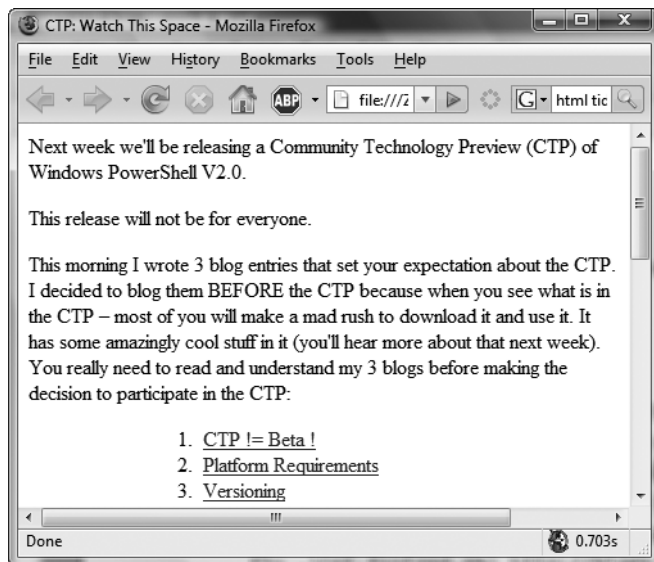 CTP: Watch This Space - Mozilla Firefox
File Edit View History Bookmarks Tools Help
ABP file:///Z G html tic
Next week we'll be releasing a Community Technology Preview (CTP) of
Windows PowerShell V2.0.
This release will not be for everyone.
This morning I wrote 3 blog entries that set your expectation about the CTP.
I decided to blog them BEFORE the CTP because when you see what is in
the CTP – most of you will make a mad rush to download it and use it. It
has some amazingly cool stuff in it (you'll hear more about that next week).
You really need to read and understand my 3 blogs before making the
decision to participate in the CTP:
1. CTP != Beta !
2. Platform Requirements
3. Versioning
Done 0.703s